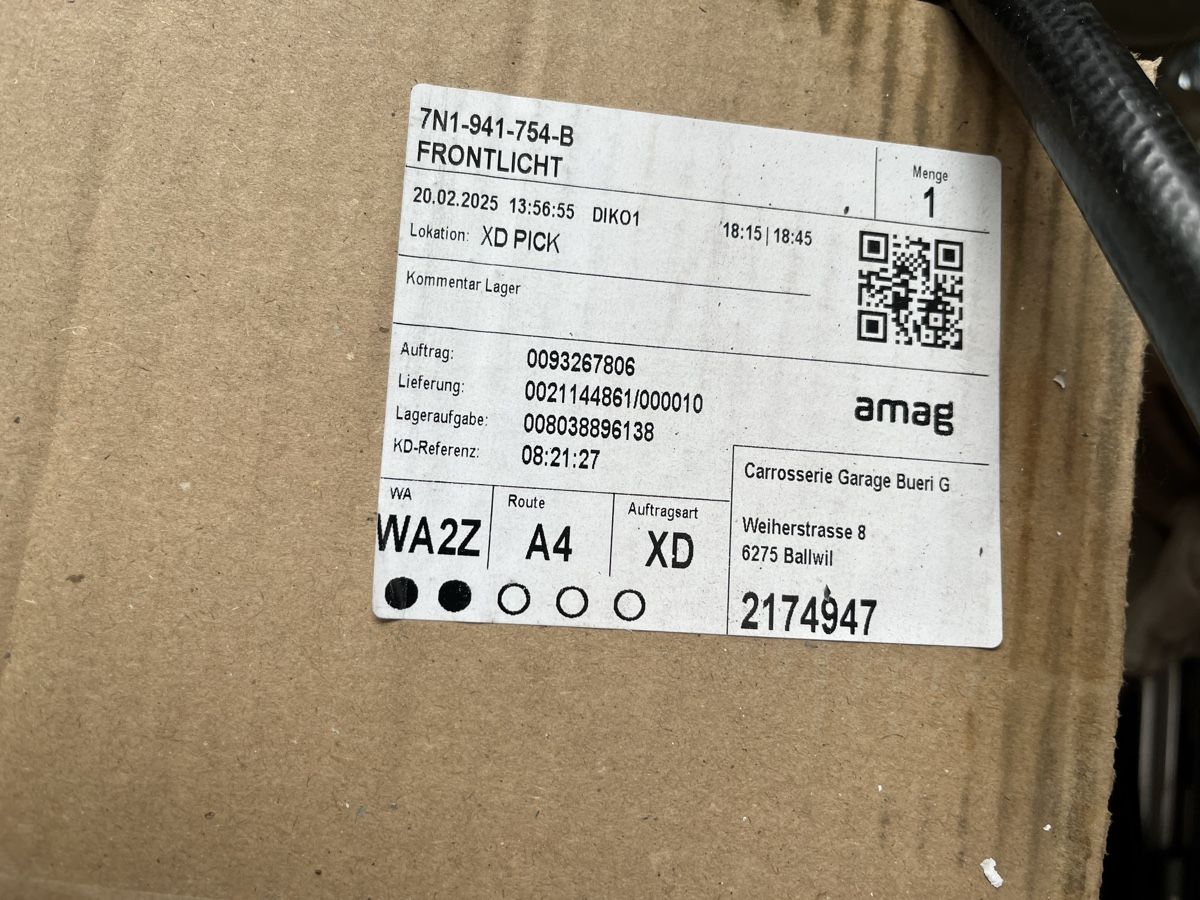 7N1-941-754-B
FRONTLICHT
Menge
1
20.02.2025 13:56:55 DIKO1
18:15 | 18:45
Lokation: XD PICK
Kommentar Lager
Auftrag: 0093267806
Lieferung: 0021144861/000010
Lageraufgabe: 008038896138
KD-Referenz: 08:21:27
amag
Carrosserie Garage Bueri G
Weiherstrasse 8
6275 Ballwil
2174947
WA
WA2Z
Route
A4
Auftragsart
XD